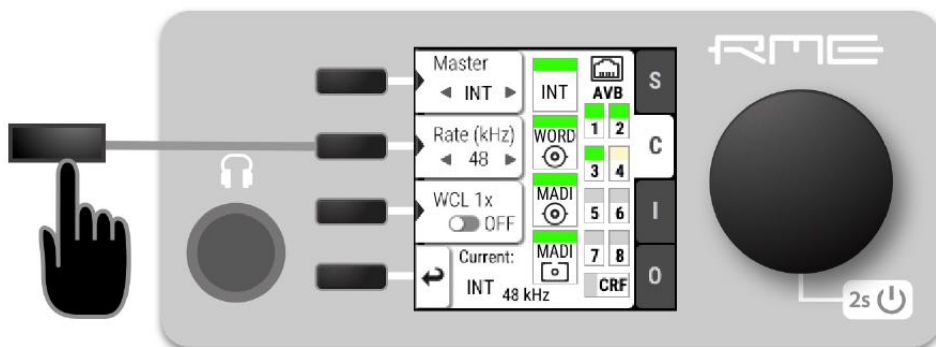 RME
Master
INT
Rate (kHz)
48
WCL 1x
OFF
Current:
INT 48 kHz
INT
WORD
MADI
MADI
AVB
1 2
3 4
5 6
7 8
CRF
S
C
I
O
2s